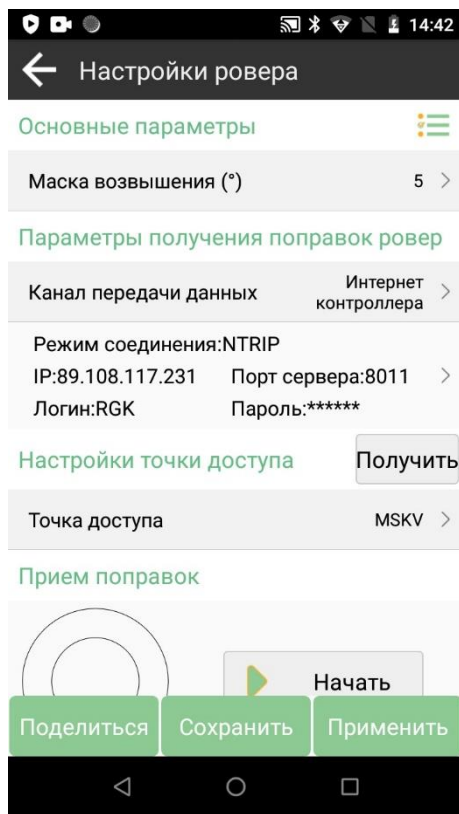 14:42
Настройки ровера
Основные параметры
Маска возвышения (°) 5
Параметры получения поправок ровер
Канал передачи данных Интернет
контроллера
Режим соединения:NTRIP
IP:89.108.117.231 Порт сервера:8011
Логин:RGK Пароль:******
Настройки точки доступа Получить
Точка доступа MSKV
Прием поправок
Начать
Поделиться Сохранить Применить